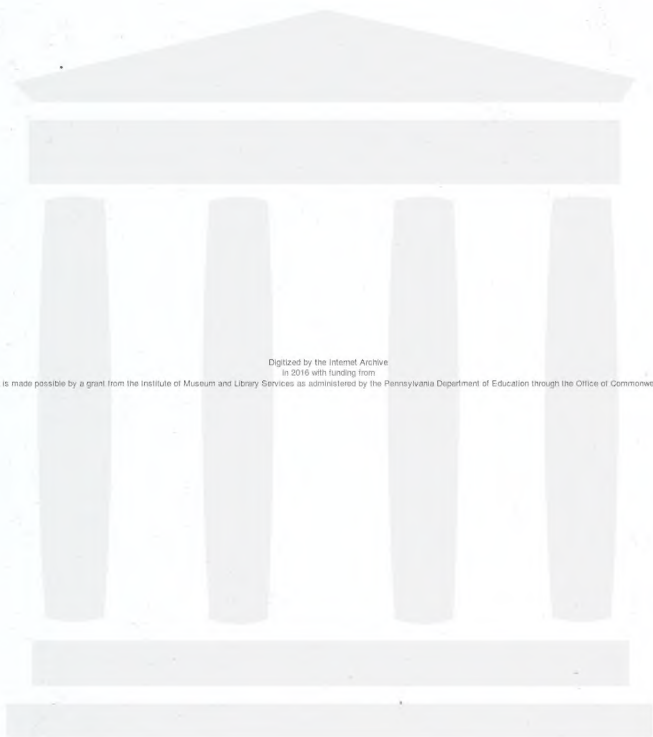 Digitized by the Internet Archive
in 2016 with funding from
is made possible by a grant from the Institute of Museum and Library Services as administered by the Pennsylvania Department of Education through the Office of